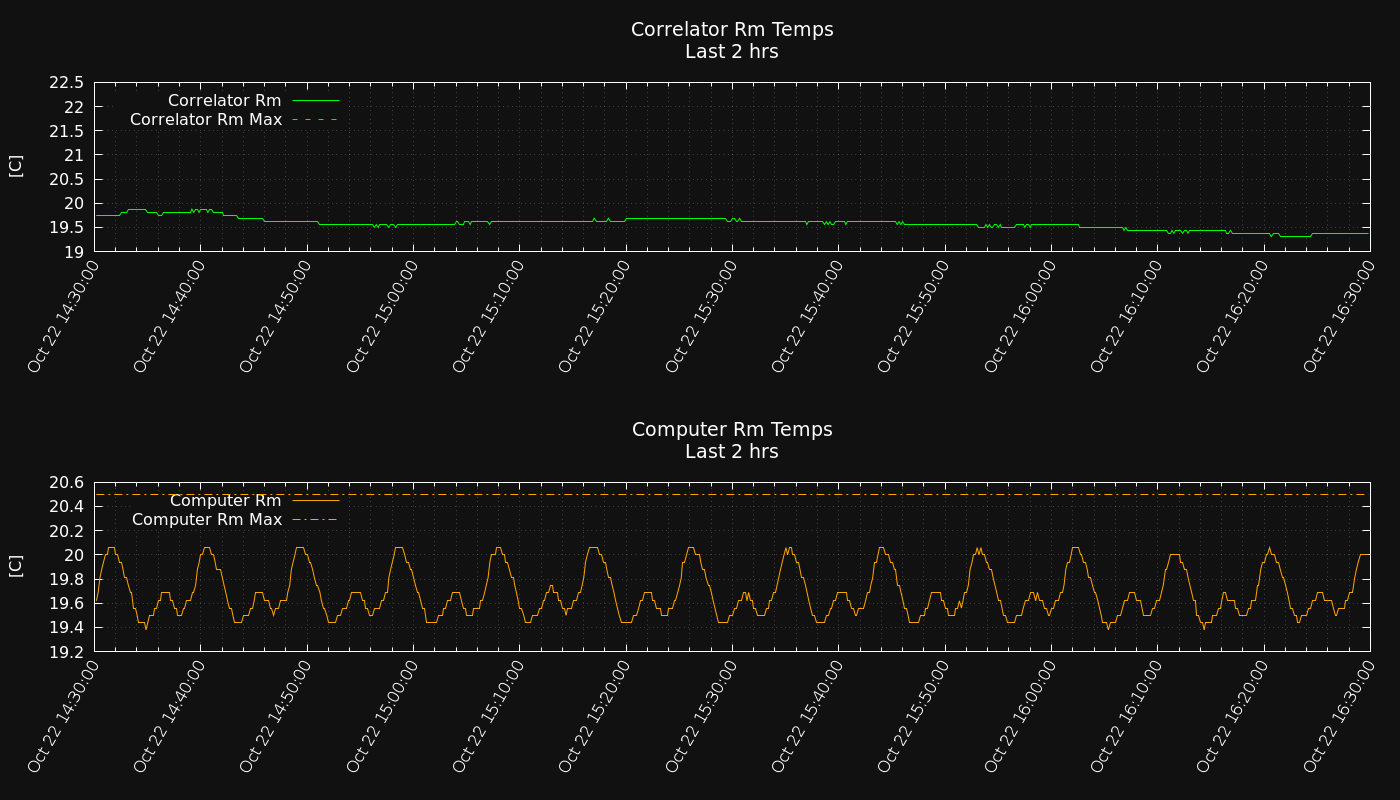 Correlator Rm Temps
Last 2 hrs
22.5
22
21.5
21
20.5
20
19.5
19
[C]
Correlator Rm
Correlator Rm Max
Oct 22 14:30:00
Oct 22 14:40:00
Oct 22 14:50:00
Oct 22 15:00:00
Oct 22 15:10:00
Oct 22 15:20:00
Oct 22 15:30:00
Oct 22 15:40:00
Oct 22 15:50:00
Oct 22 16:00:00
Oct 22 16:10:00
Oct 22 16:20:00
Oct 22 16:30:00
Computer Rm Temps
Last 2 hrs
20.6
20.4
20.2
20
19.8
19.6
19.4
19.2
[C]
Computer Rm
Computer Rm Max
Oct 22 14:30:00
Oct 22 14:40:00
Oct 22 14:50:00
Oct 22 15:00:00
Oct 22 15:10:00
Oct 22 15:20:00
Oct 22 15:30:00
Oct 22 15:40:00
Oct 22 15:50:00
Oct 22 16:00:00
Oct 22 16:10:00
Oct 22 16:20:00
Oct 22 16:30:00